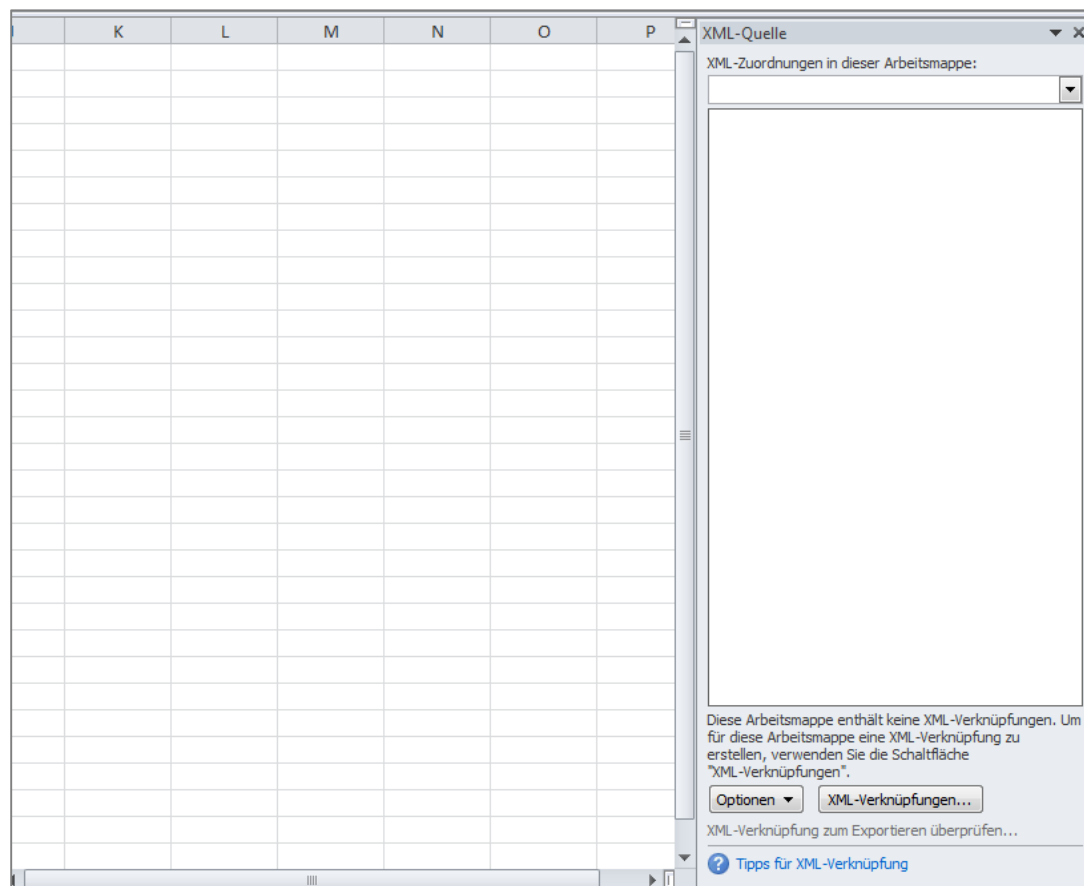 K L M N O P
XML-Quelle
XML-Zuordnungen in dieser Arbeitsmappe:
Diese Arbeitsmappe enthält keine XML-Verknüpfungen. Um
für diese Arbeitsmappe eine XML-Verknüpfung zu
erstellen, verwenden Sie die Schaltfläche
"XML-Verknüpfungen".
Optionen XML-Verknüpfungen...
XML-Verknüpfung zum Exportieren überprüfen...
Tipps für XML-Verknüpfung